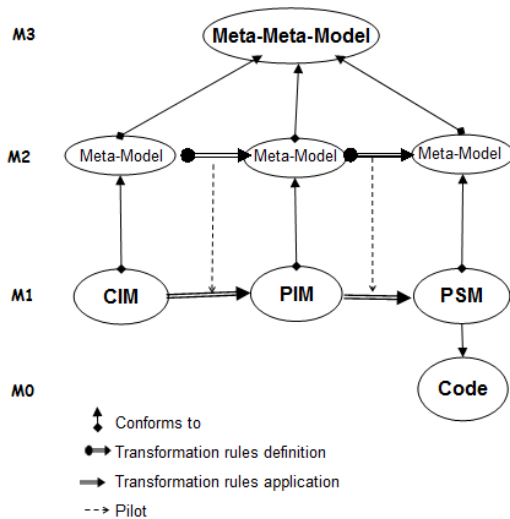 M3
Meta-Meta-Model
M2
Meta-Model
Meta-Model
Meta-Model
M1
CIM
PIM
PSM
M0
Code
Conforms to
Transformation rules definition
Transformation rules application
Pilot